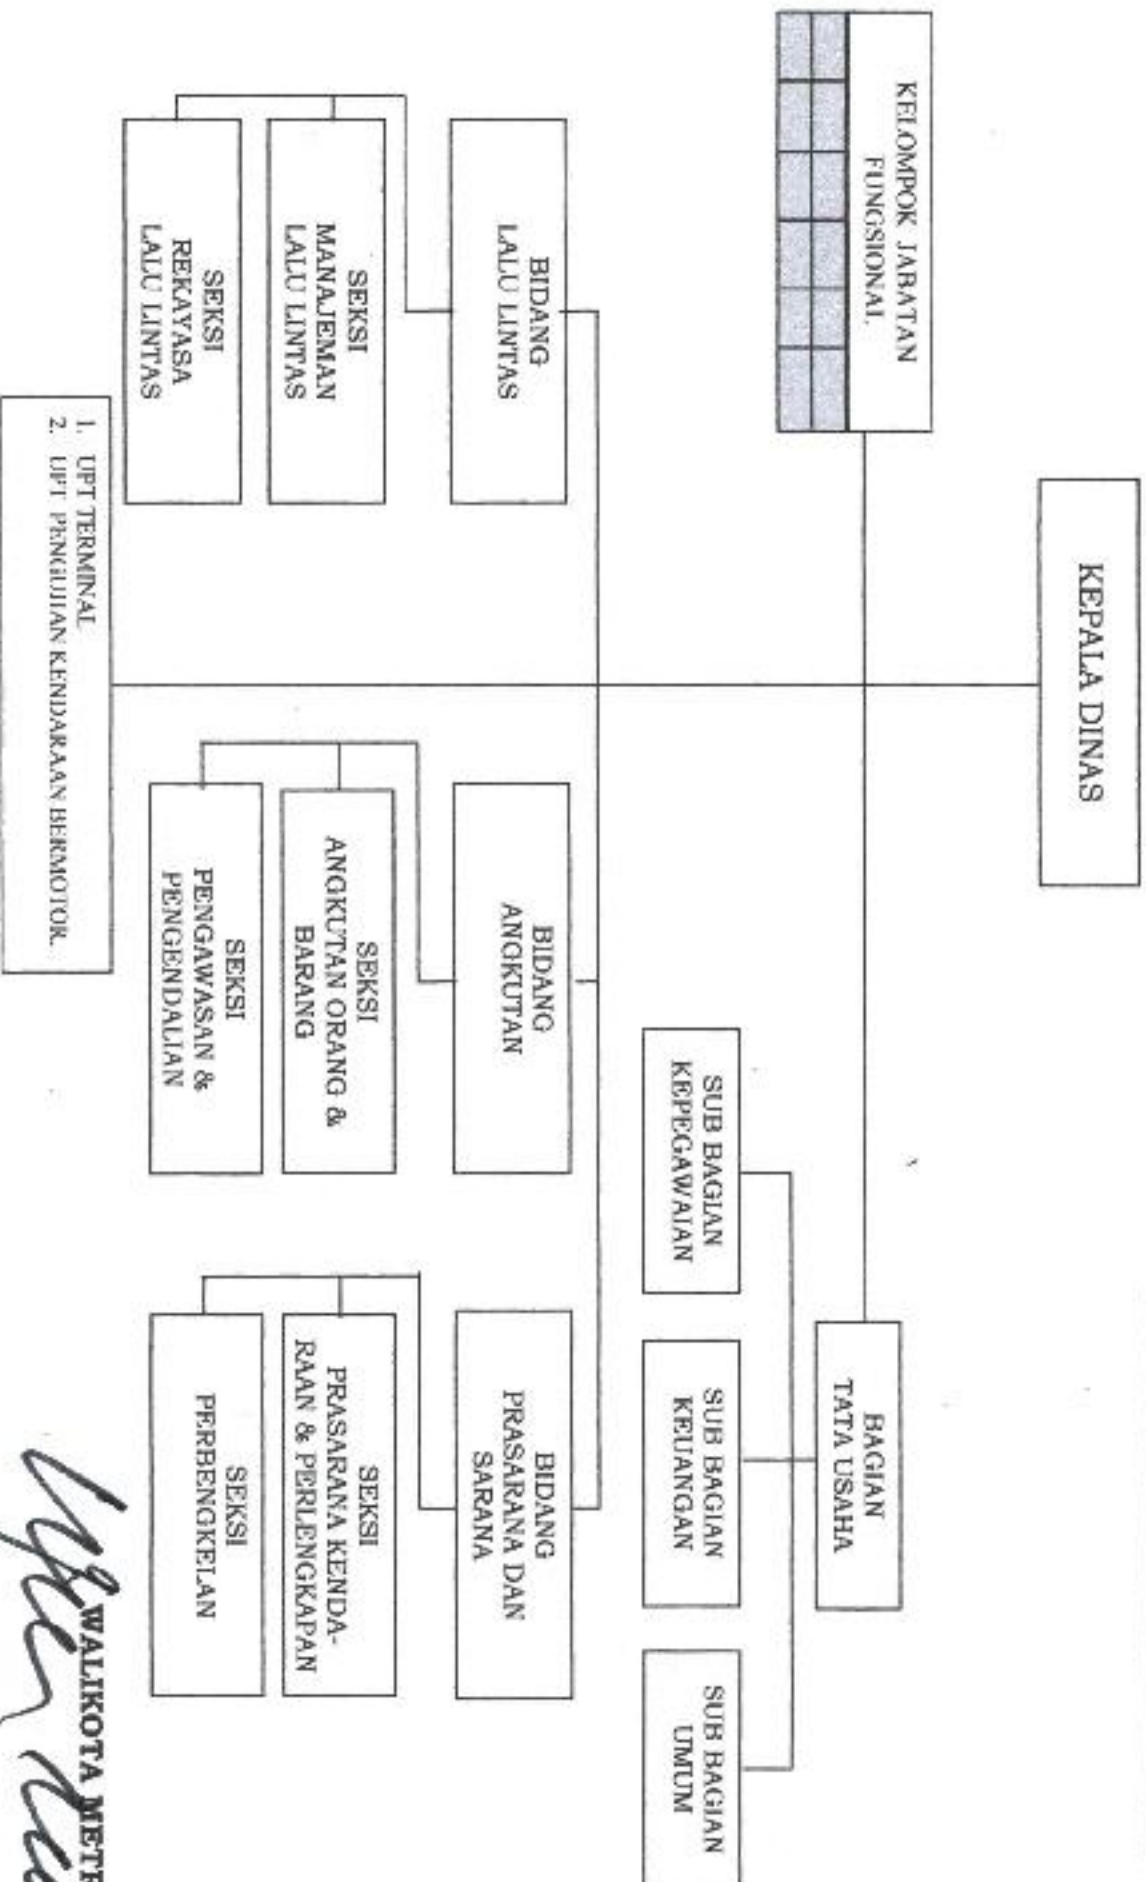 KEPALA DINAS
KELOMPOK JABATAN
FUNGSIONAL
BAGIAN
TATA USAHA
SUB BAGIAN
KEPEGAWAIAN
SUB BAGIAN
KEUANGAN
SUB BAGIAN
UMUM
BIDANG
LALU LINTAS
BIDANG
ANGKUTAN
BIDANG
PRASARANA DAN
SARANA
SEKSI
MANAJEMAN
LALU LINTAS
SEKSI
ANGKUTAN ORANG &
BARANG
SEKSI
PRASARANA KENDA-
RAAN & PERLENGKAPAN
SEKSI
REKAYASA
LALU LINTAS
SEKSI
PENGAWASAN &
PENGENDALIAN
SEKSI
PERBENGKELAN
1. UPT TERMINAL
2. UPT PENGUJIAN KENDARAAN BERMOTOR.
WALIKOTA METR